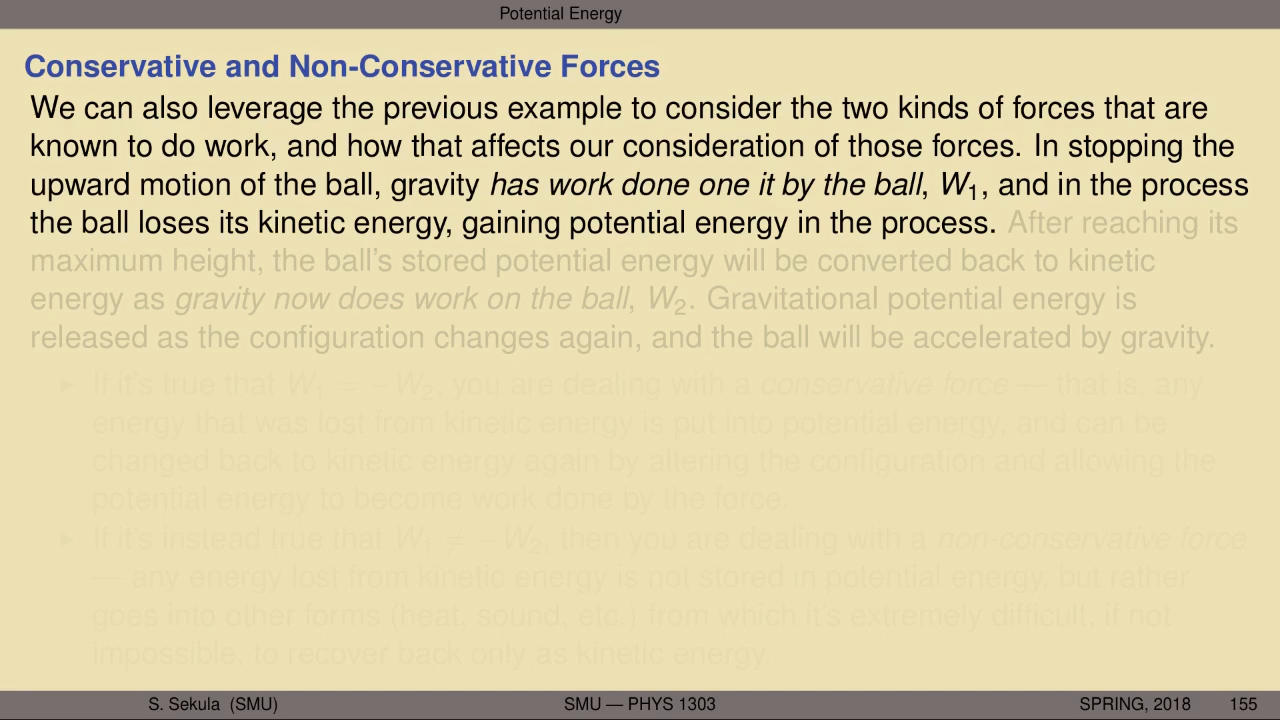 Potential Energy
Conservative and Non-Conservative Forces
We can also leverage the previous example to consider the two kinds of forces that are
known to do work, and how that affects our consideration of those forces. In stopping the
upward motion of the ball, gravity has work done one it by the ball, W₁, and in the process
the ball loses its kinetic energy, gaining potential energy in the process. After reaching its
maximum height, the ball's stored potential energy will be converted back to kinetic
energy as gravity now does work on the ball, W₂. Gravitational potential energy is
released as the configuration changes again, and the ball will be accelerated by gravity.
▸ If it's true that W₁ = −W₂, you are dealing with a conservative force — that is, any
energy that was lost from kinetic energy is put into potential energy, and can be
changed back to kinetic energy again by altering the configuration and allowing the
potential energy to become work done by the force.
▸ If it's instead true that W₁ ≠ −W₂, then you are dealing with a non-conservative force
— any energy lost from kinetic energy is not stored in potential energy, but rather
goes into other forms (heat, sound, etc.) from which it's extremely difficult, if not
impossible, to recover back only as kinetic energy.
S. Sekula (SMU) SMU — PHYS 1303 SPRING, 2018 155